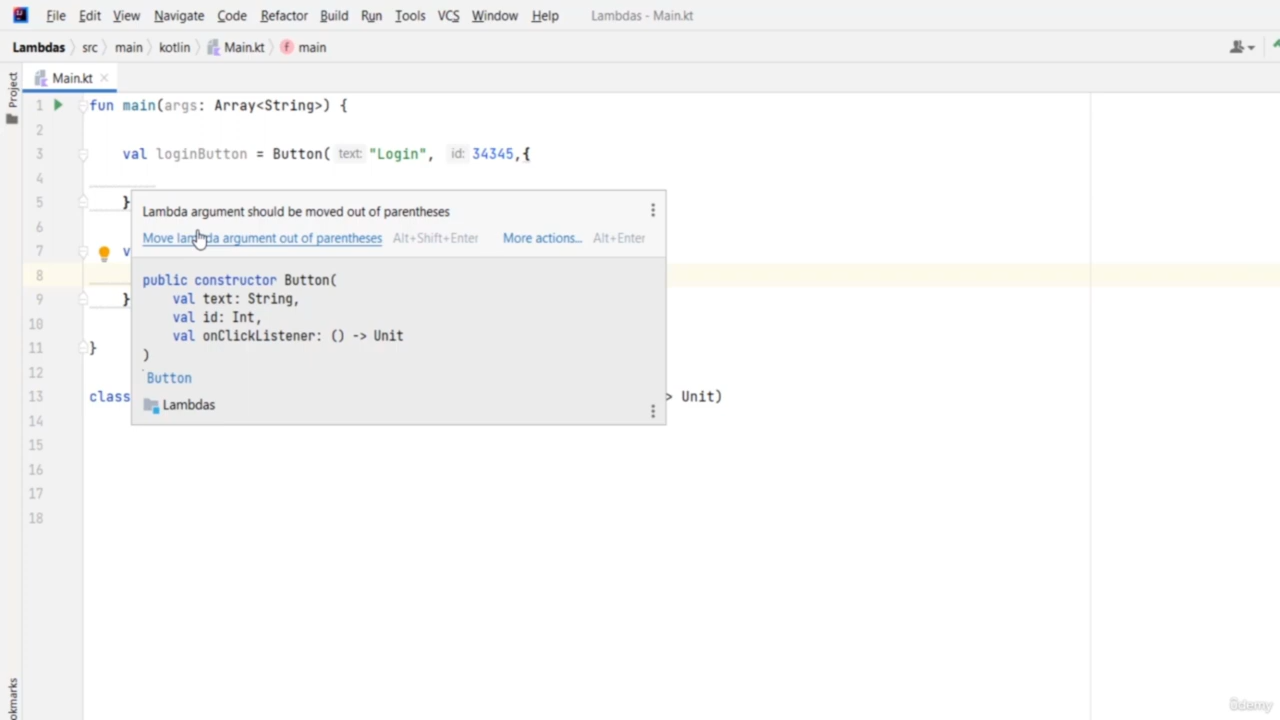 File Edit View Navigate Code Refactor Build Run Tools VCS Window Help Lambdas - Main.kt
Lambdas src main kotlin Main.kt main
Project
Main.kt
1 fun main(args: Array<String>) {
2
3 val loginButton = Button( text: "Login", id: 34345,{
4
5 }
6
7 v
8
9 }
10
11 }
12
13 class > Unit)
14
15
16
17
18
Lambda argument should be moved out of parentheses
Move lambda argument out of parentheses Alt+Shift+Enter More actions... Alt+Enter
public constructor Button(
val text: String,
val id: Int,
val onClickListener: () -> Unit
)
Button
Lambdas
okmarks
ûdemy